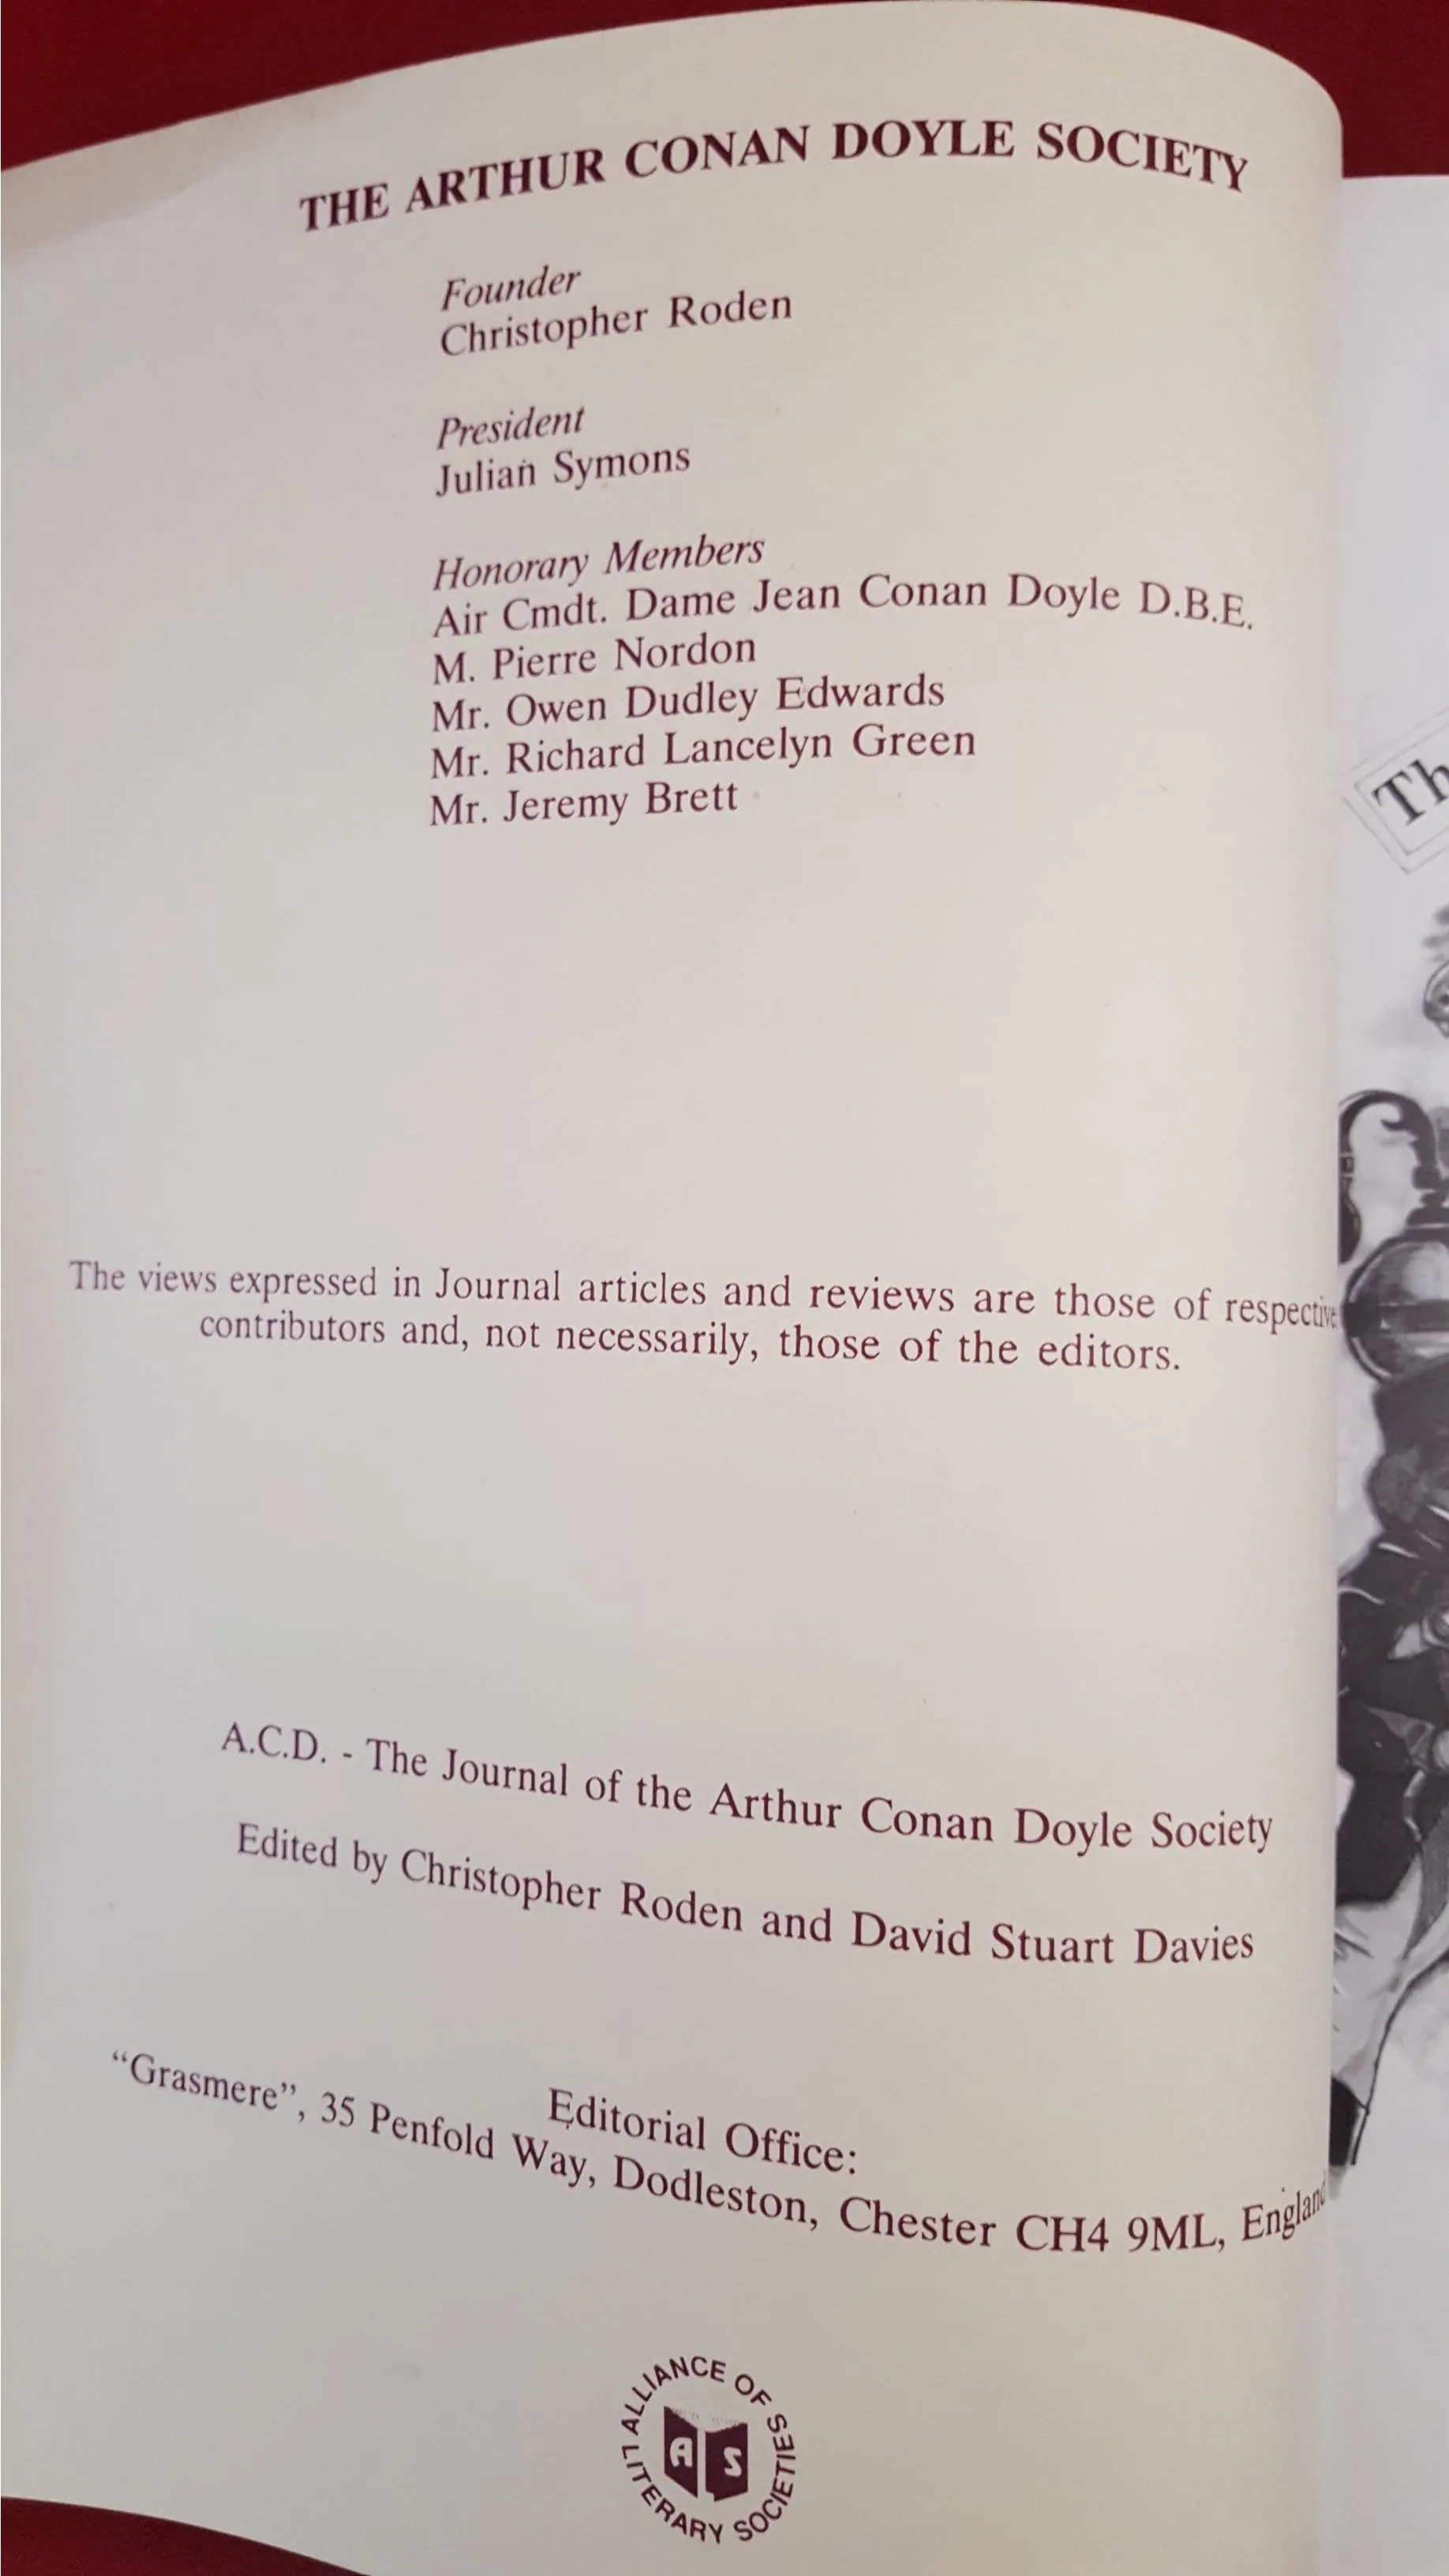 THE ARTHUR CONAN DOYLE SOCIETY
Founder
Christopher Roden
President
Julian Symons
Honorary Members
Air Cmdt. Dame Jean Conan Doyle D.B.E.
M. Pierre Nordon
Mr. Owen Dudley Edwards
Mr. Richard Lancelyn Green
Mr. Jeremy Brett
The views expressed in Journal articles and reviews are those of respective
contributors and, not necessarily, those of the editors.
A.C.D. - The Journal of the Arthur Conan Doyle Society
Edited by Christopher Roden and David Stuart Davies
Editorial Office:
“Grasmere”, 35 Penfold Way, Dodleston, Chester CH4 9ML, England
ALLIANCE OF LITERARY SOCIETIES
A S
Th